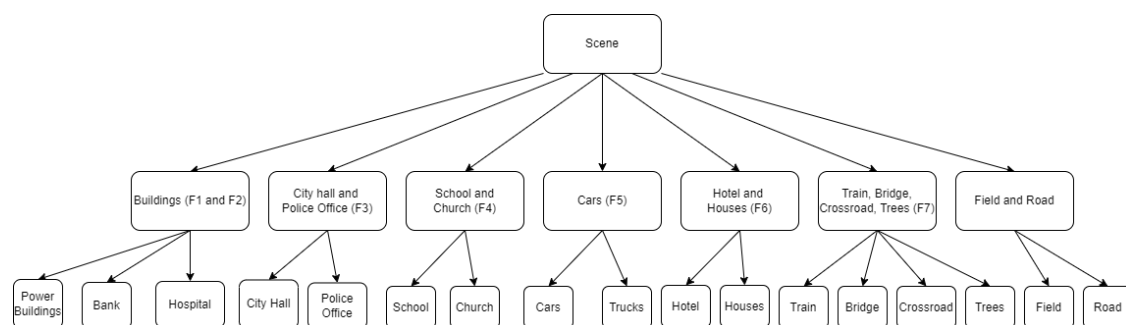 Scene
Buildings (F1 and F2)
City hall and
Police Office (F3)
School and
Church (F4)
Cars (F5)
Hotel and
Houses (F6)
Train, Bridge,
Crossroad, Trees (F7)
Field and Road
Power
Buildings
Bank
Hospital
City Hall
Police
Office
School
Church
Cars
Trucks
Hotel
Houses
Train
Bridge
Crossroad
Trees
Field
Road